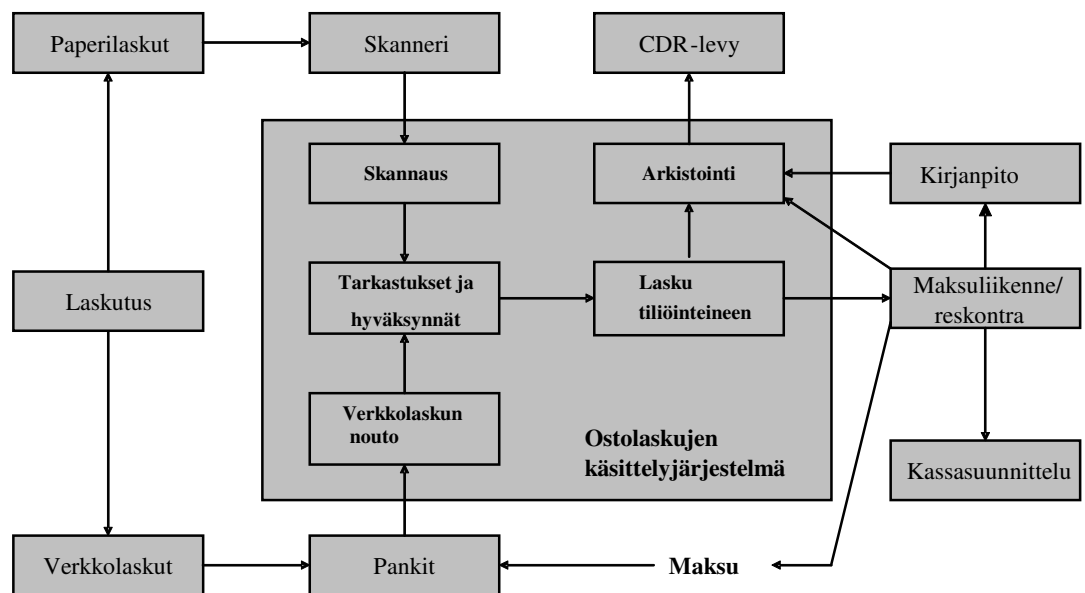 Paperilaskut
Skanneri
CDR-levy
Skannaus
Arkistointi
Kirjanpito
Laskutus
Tarkastukset ja
hyväksynnät
Lasku
tiliöinteineen
Maksuliikenne/
reskontra
Verkkolaskun
nouto
Ostolaskujen
käsittelyjärjestelmä
Kassasuunnittelu
Verkkolaskut
Pankit
Maksu